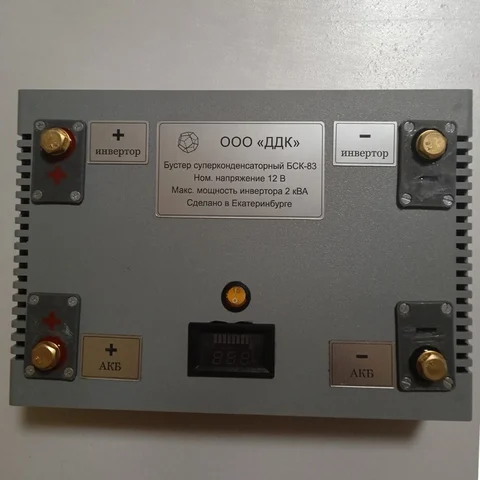 +
инвертор
ООО «ДДК»
Бустер суперконденсаторный БСК-83
Ном. напряжение 12 В
Макс. мощность инвертора 2 кВА
Сделано в Екатеринбурге
−
инвертор
+
−
+
АКБ
−
АКБ
+
−